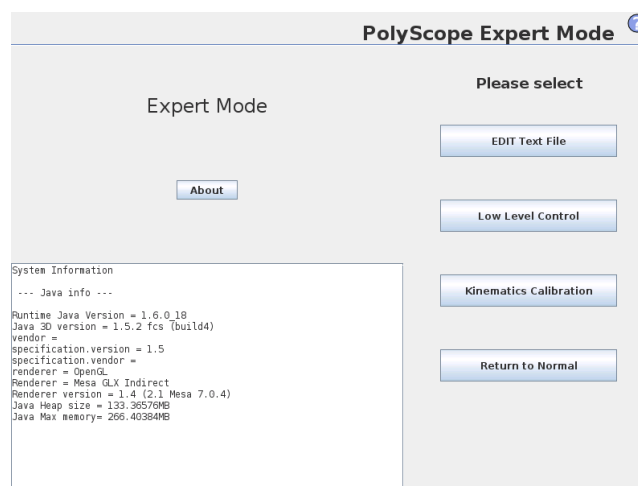 PolyScope Expert Mode
Please select
Expert Mode
EDIT Text File
About
Low Level Control
System Information
--- Java info ---
Runtime Java Version = 1.6.0_18
Java 3D version = 1.5.2 fcs (build4)
vendor =
specification.version = 1.5
specification.vendor =
renderer = OpenGL
Renderer = Mesa GLX Indirect
Renderer version = 1.4 (2.1 Mesa 7.0.4)
Java Heap size = 133.36576MB
Java Max memory= 266.40384MB
Kinematics Calibration
Return to Normal